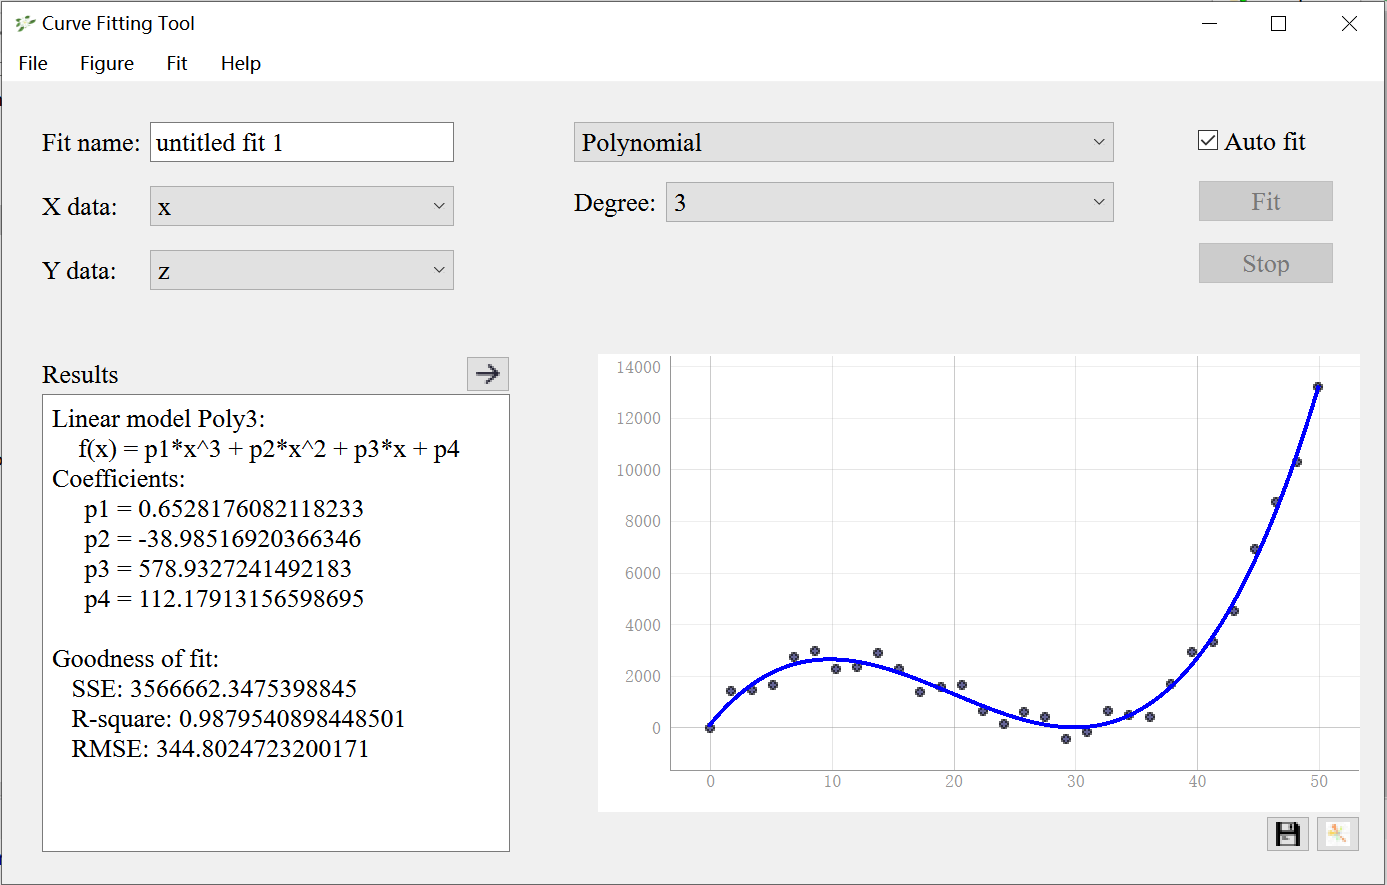 Curve Fitting Tool
File Figure Fit Help
Fit name: untitled fit 1
Polynomial
Auto fit
X data: x
Degree: 3
Fit
Y data: z
Stop
Results
Linear model Poly3:
f(x) = p1*x^3 + p2*x^2 + p3*x + p4
Coefficients:
p1 = 0.6528176082118233
p2 = -38.98516920366346
p3 = 578.9327241492183
p4 = 112.17913156598695
Goodness of fit:
SSE: 3566662.3475398845
R-square: 0.9879540898448501
RMSE: 344.8024723200171
14000
12000
10000
8000
6000
4000
2000
0
0 10 20 30 40 50